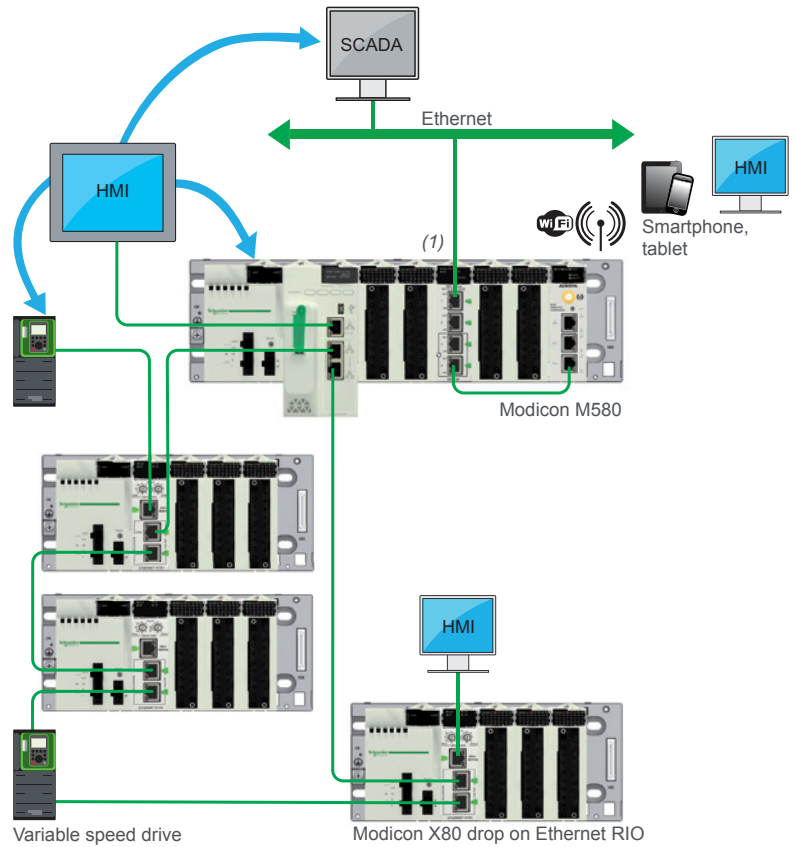 SCADA
Ethernet
HMI
HMI
WiFi
Smartphone,
tablet
(1)
Modicon M580
HMI
Variable speed drive
Modicon X80 drop on Ethernet RIO